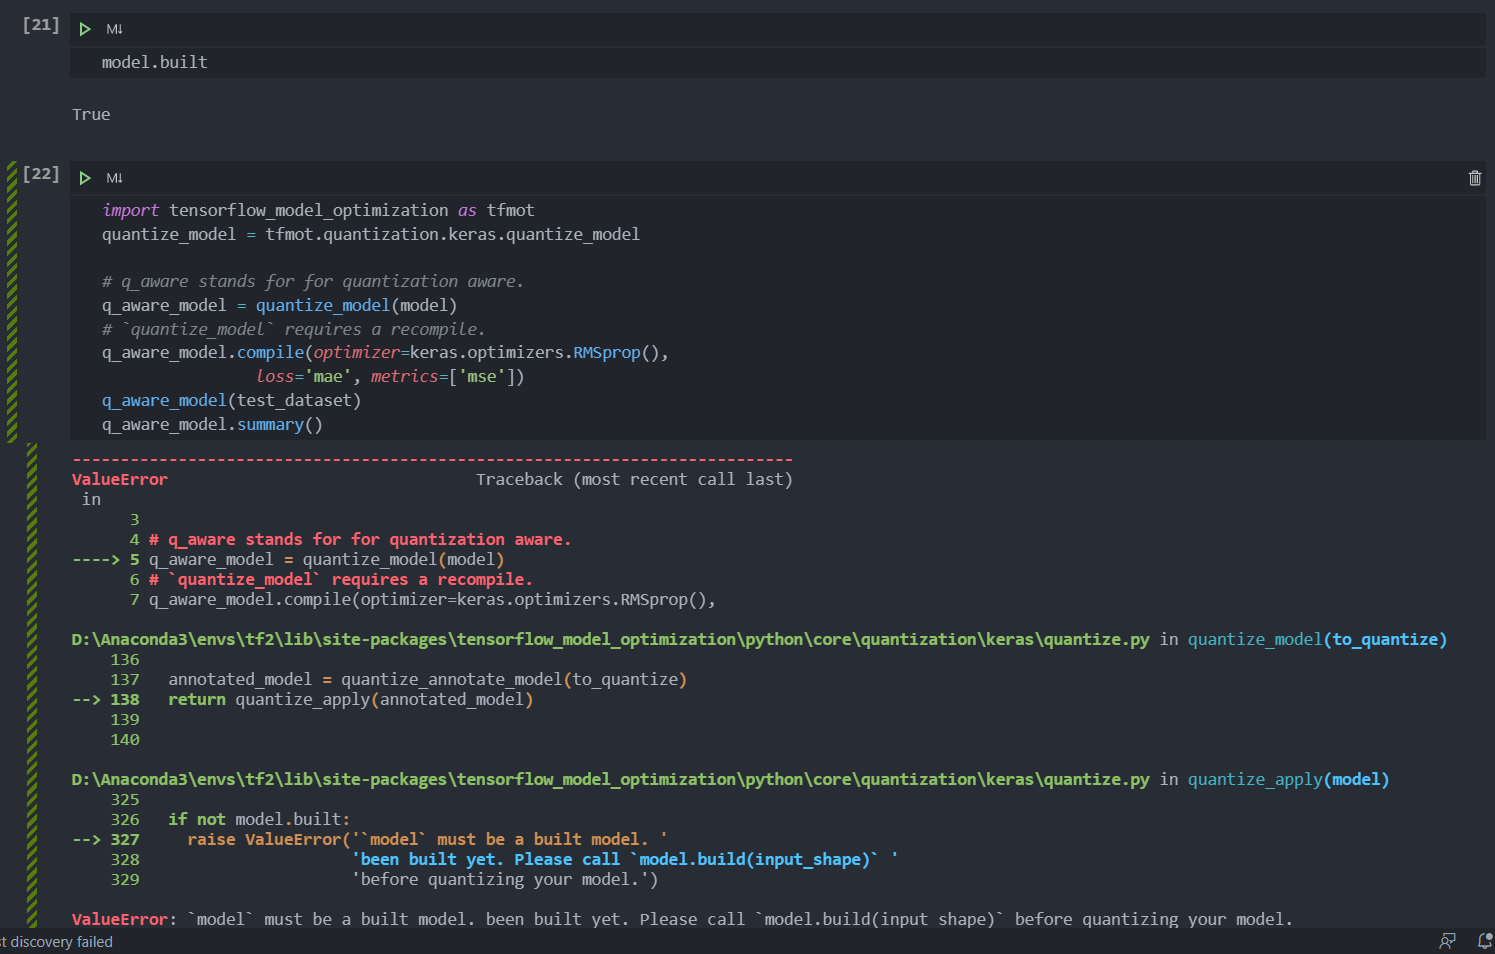 [21]
M↓
model.built
True
[22]
M↓
import tensorflow_model_optimization as tfmot
quantize_model = tfmot.quantization.keras.quantize_model
# q_aware stands for for quantization aware.
q_aware_model = quantize_model(model)
# `quantize_model` requires a recompile.
q_aware_model.compile(optimizer=keras.optimizers.RMSprop(),
loss='mae', metrics=['mse'])
q_aware_model(test_dataset)
q_aware_model.summary()
---------------------------------------------------------------------------
ValueError                                Traceback (most recent call last)
in
3
4 # q_aware stands for for quantization aware.
----> 5 q_aware_model = quantize_model(model)
6 # `quantize_model` requires a recompile.
7 q_aware_model.compile(optimizer=keras.optimizers.RMSprop(),
D:\Anaconda3\envs\tf2\lib\site-packages\tensorflow_model_optimization\python\core\quantization\keras\quantize.py in quantize_model(to_quantize)
136
137   annotated_model = quantize_annotate_model(to_quantize)
--> 138   return quantize_apply(annotated_model)
139
140
D:\Anaconda3\envs\tf2\lib\site-packages\tensorflow_model_optimization\python\core\quantization\keras\quantize.py in quantize_apply(model)
325
326   if not model.built:
--> 327     raise ValueError('`model` must be a built model. '
328                      'been built yet. Please call `model.build(input_shape)` '
329                      'before quantizing your model.')
ValueError: `model` must be a built model. been built yet. Please call `model.build(input_shape)` before quantizing your model.
t discovery failed